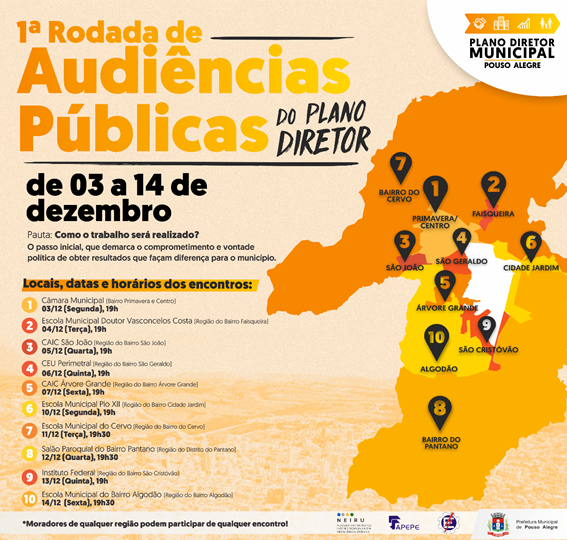 1ª Rodada de
Audiências
Públicas
DO PLANO
DIRETOR
PLANO DIRETOR
MUNICIPAL
POUSO ALEGRE
de 03 a 14 de
dezembro
Pauta: Como o trabalho será realizado?
O passo inicial, que demarca o comprometimento e vontade
política de obter resultados que façam diferença para o município.
Locais, datas e horários dos encontros:
1 Câmara Municipal (Bairro Primavera e Centro)
03/12 (Segunda), 19h
2 Escola Municipal Doutor Vasconcelos Costa (Região do Bairro Faisqueira)
04/12 (Terça), 19h
3 CAIC São João (Região do Bairro São João)
05/12 (Quarta), 19h
4 CEU Perimetral (Região do Bairro São Geraldo)
06/12 (Quinta), 19h
5 CAIC Árvore Grande (Região do Bairro Árvore Grande)
07/12 (Sexta), 19h
6 Escola Municipal Pio XII (Região do Bairro Cidade Jardim)
10/12 (Segunda), 19h
7 Escola Municipal do Cervo (Região do Bairro do Cervo)
11/12 (Terça), 19h30
8 Salão Paroquial do Bairro Pantano (Região do Distrito do Pantano)
12/12 (Quarta), 19h30
9 Instituto Federal (Região do Bairro São Cristóvão)
13/12 (Quinta), 19h
10 Escola Municipal do Bairro Algodão (Região do Bairro Algodão)
14/12 (Sexta), 19h30
7
BAIRRO DO
CERVO
1
PRIMAVERA/
CENTRO
2
FAISQUEIRA
3
SÃO JOÃO
4
SÃO GERALDO
6
CIDADE JARDIM
5
ÁRVORE GRANDE
9
SÃO CRISTÓVÃO
10
ALGODÃO
8
BAIRRO DO
PANTANO
*Moradores de qualquer região podem participar de qualquer encontro!
NEIRU
APEPE
Prefeitura Municipal
de Pouso Alegre